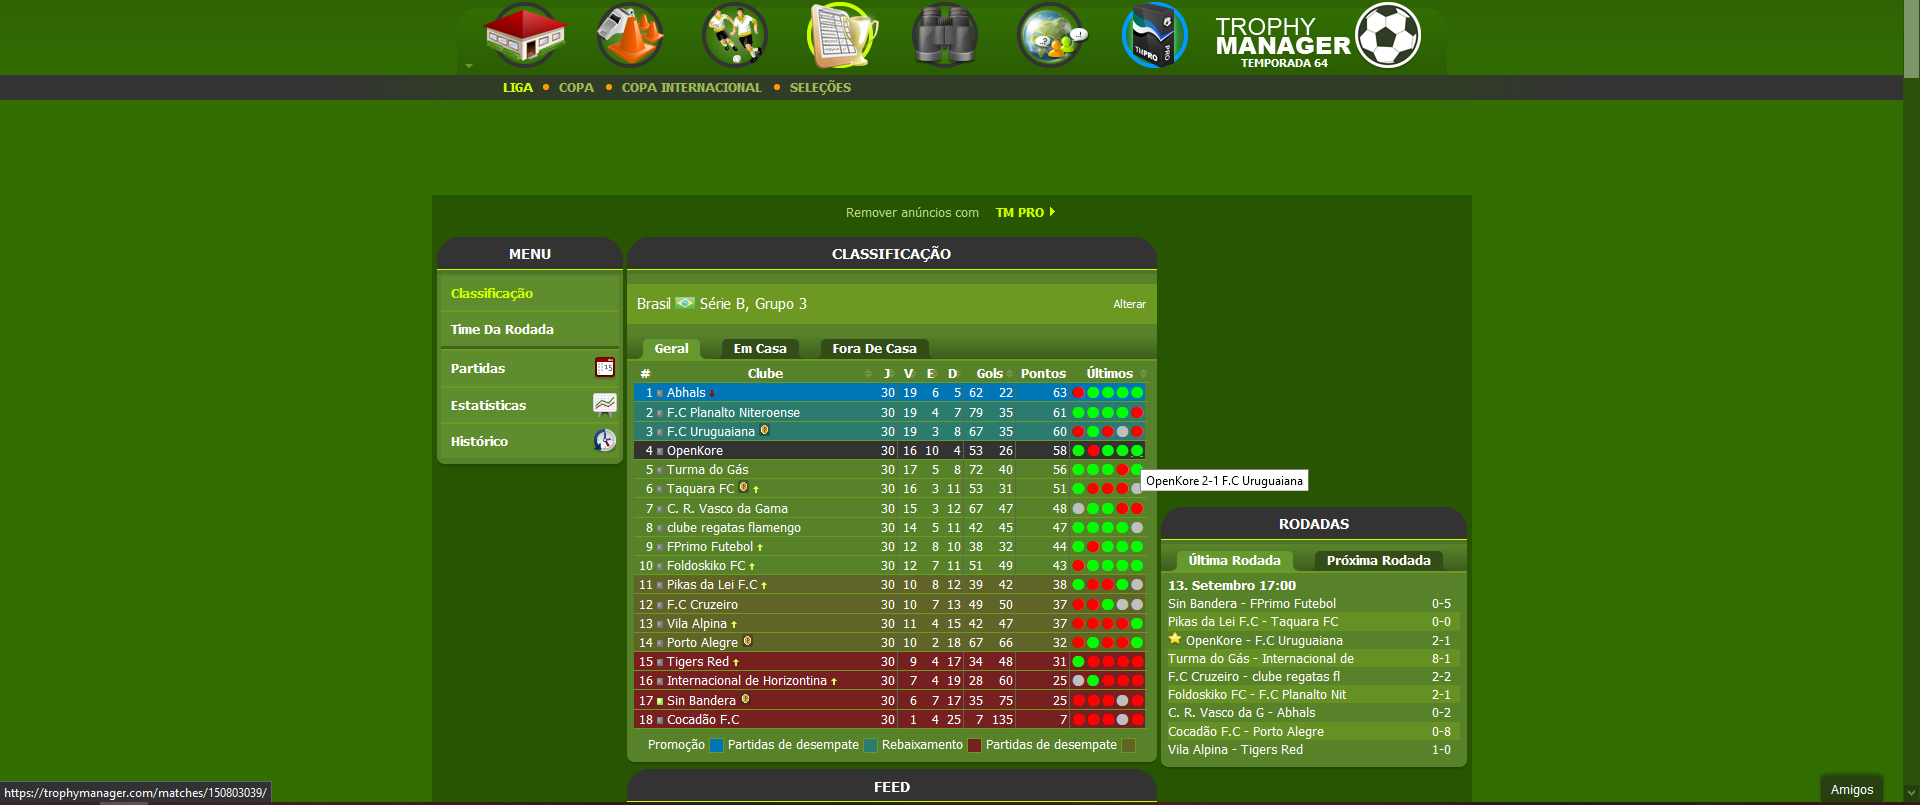 TROPHY
MANAGER
TEMPORADA 64
LIGA COPA COPA INTERNACIONAL SELEÇÕES
Remover anúncios com TM PRO
MENU
Classificação
Time Da Rodada
Partidas
Estatísticas
Histórico
CLASSIFICAÇÃO
Brasil Série B, Grupo 3 Alterar
Geral Em Casa Fora De Casa
# Clube J V E D Gols Pontos Últimos
1 Abhals 30 19 6 5 62 22 63
2 F.C Planalto Niteroense 30 19 4 7 79 35 61
3 F.C Uruguaiana 30 19 3 8 67 35 60
4 OpenKore 30 16 10 4 53 26 58
5 Turma do Gás 30 17 5 8 72 40 56
6 Taquara FC 30 16 3 11 53 31 51
7 C. R. Vasco da Gama 30 15 3 12 67 47 48
8 clube regatas flamengo 30 14 5 11 42 45 47
9 FPrimo Futebol 30 12 8 10 38 32 44
10 Foldoskiko FC 30 12 7 11 51 49 43
11 Pikas da Lei F.C 30 10 8 12 39 42 38
12 F.C Cruzeiro 30 10 7 13 49 50 37
13 Vila Alpina 30 11 4 15 42 47 37
14 Porto Alegre 30 10 2 18 67 66 32
15 Tigers Red 30 9 4 17 34 48 31
16 Internacional de Horizontina 30 7 4 19 28 60 25
17 Sin Bandera 30 6 7 17 35 75 25
18 Cocadão F.C 30 1 4 25 7 135 7
Promoção Partidas de desempate Rebaixamento Partidas de desempate
FEED
OpenKore 2-1 F.C Uruguaiana
RODADAS
Última Rodada Próxima Rodada
13. Setembro 17:00
Sin Bandera - FPrimo Futebol 0-5
Pikas da Lei F.C - Taquara FC 0-0
OpenKore - F.C Uruguaiana 2-1
Turma do Gás - Internacional de 8-1
F.C Cruzeiro - clube regatas fl 2-2
Foldoskiko FC - F.C Planalto Nit 2-1
C. R. Vasco da G - Abhals 0-2
Cocadão F.C - Porto Alegre 0-8
Vila Alpina - Tigers Red 1-0
https://trophymanager.com/matches/150803039/
Amigos